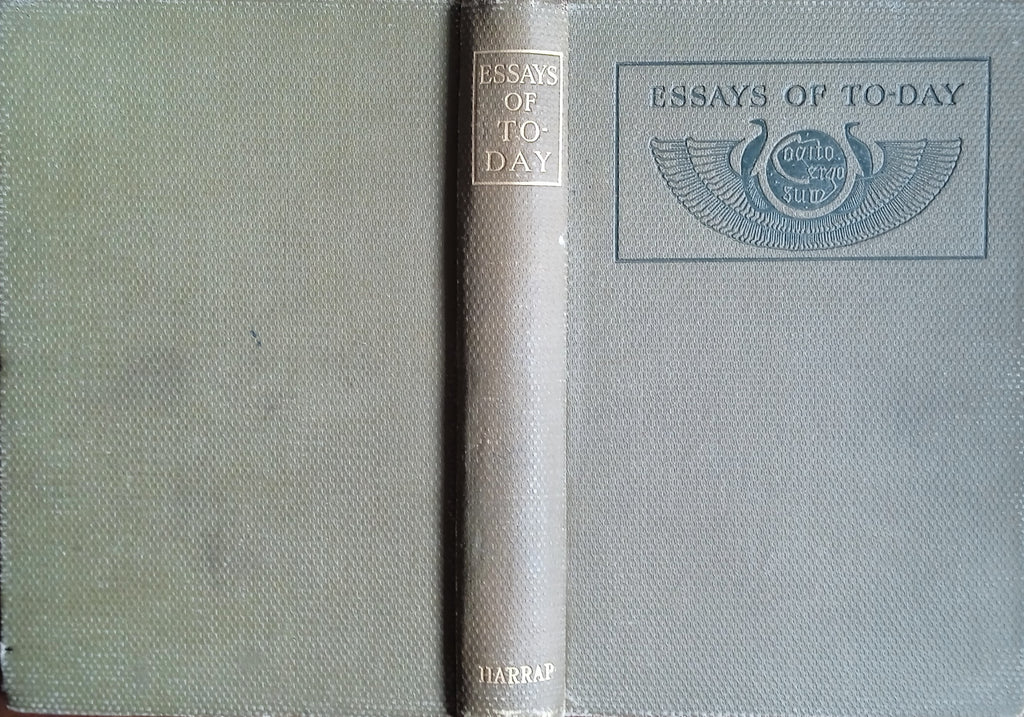 ESSAYS
OF
TO-
DAY
HARRAP
ESSAYS OF TO-DAY
Cogito
Ergo
Sum